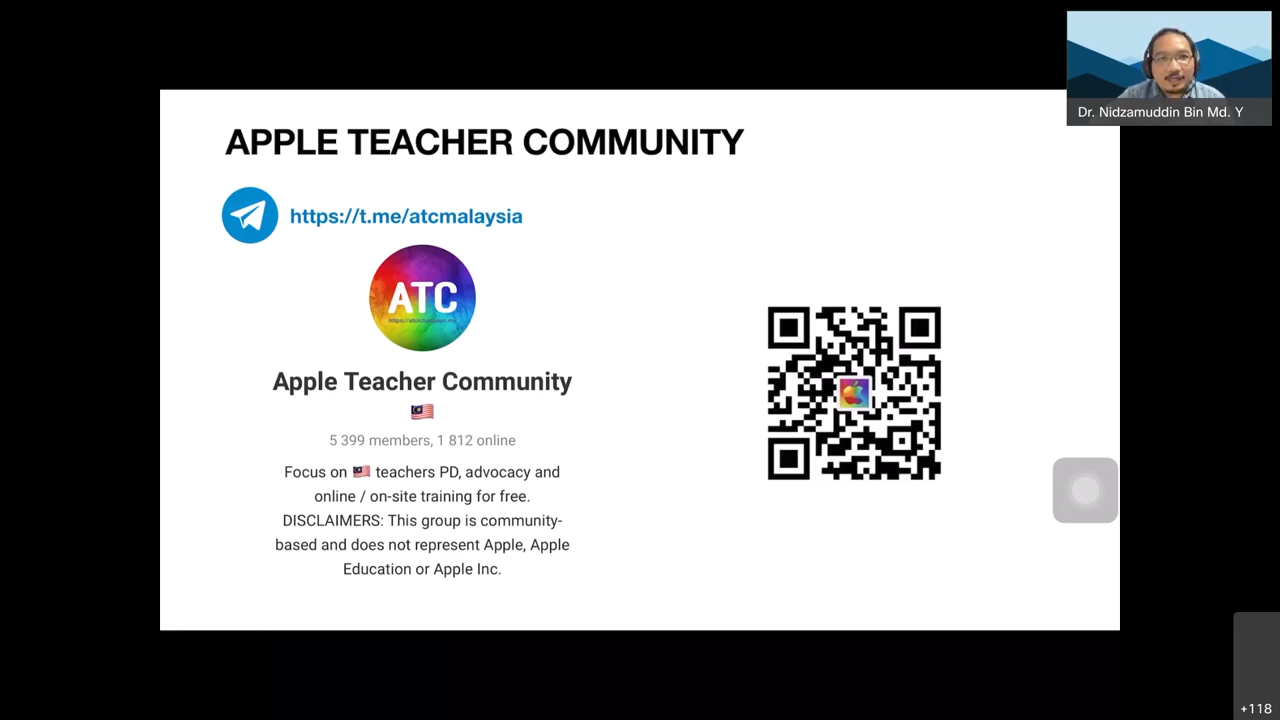 Dr. Nidzamuddin Bin Md. Y
APPLE TEACHER COMMUNITY
https://t.me/atcmalaysia
ATC
Apple Teacher Community
5 399 members, 1 812 online
Focus on 🇲🇾 teachers PD, advocacy and
online / on-site training for free.
DISCLAIMERS: This group is community-
based and does not represent Apple, Apple
Education or Apple Inc.
+118